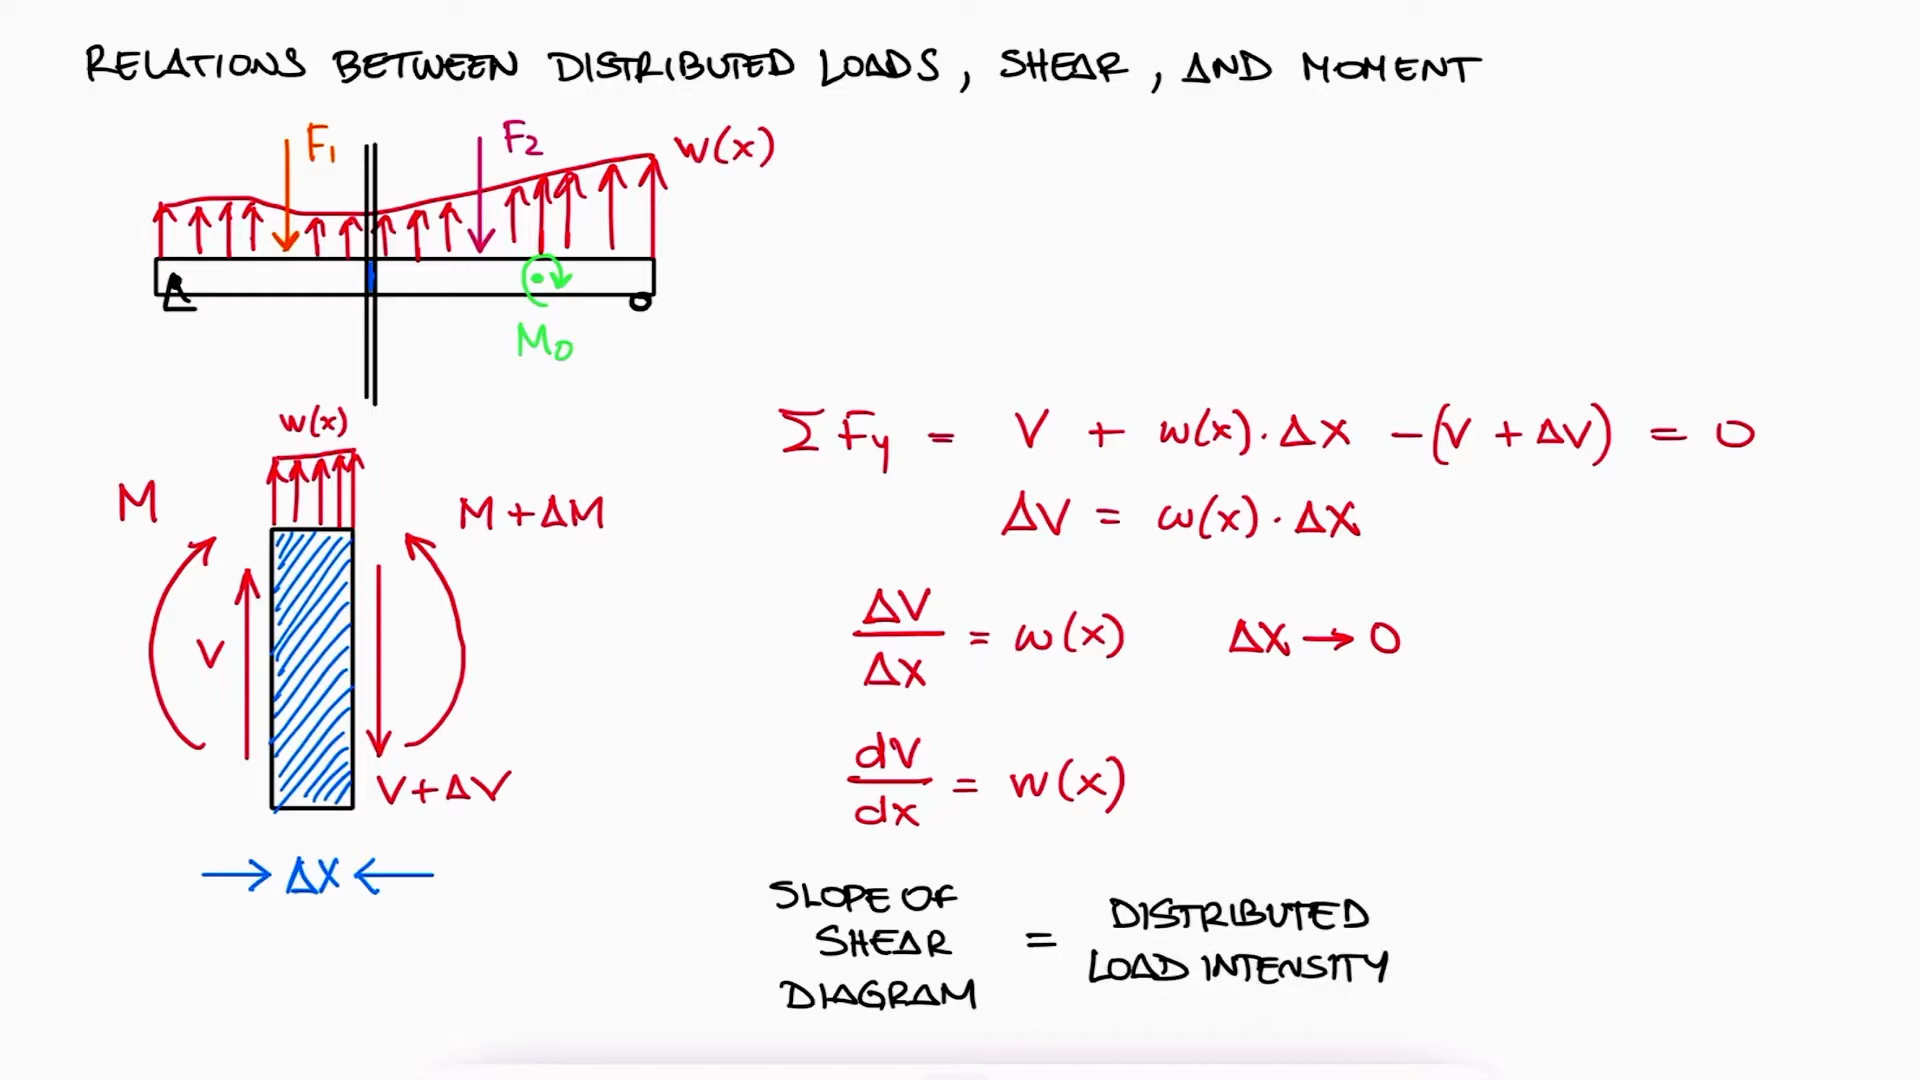 RELATIONS BETWEEN DISTRIBUTED LOADS, SHEAR, AND MOMENT
F₁
F₂
w(x)
M₀
w(x)
M
M + ΔM
V
V + ΔV
→ ΔX ←
ΣFy = V + w(x) · ΔX − (V + ΔV) = 0
ΔV = w(x) · ΔX
ΔV/ΔX = w(x) ΔX → 0
dV/dx = w(x)
SLOPE OF
SHEAR
DIAGRAM
=
DISTRIBUTED
LOAD INTENSITY